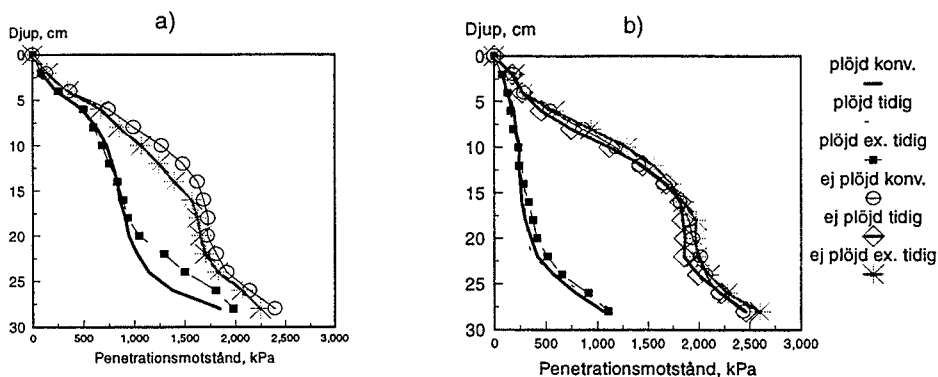 a)
Djup, cm
0
5
10
15
20
25
30
0 500 1,000 1,500 2,000 2,500 3,000
Penetrationsmotstånd, kPa
b)
Djup, cm
0
5
10
15
20
25
30
0 500 1,000 1,500 2,000 2,500 3,000
Penetrationsmotstånd, kPa
plöjd konv.
plöjd tidig
plöjd ex. tidig
ej plöjd konv.
ej plöjd tidig
ej plöjd ex. tidig